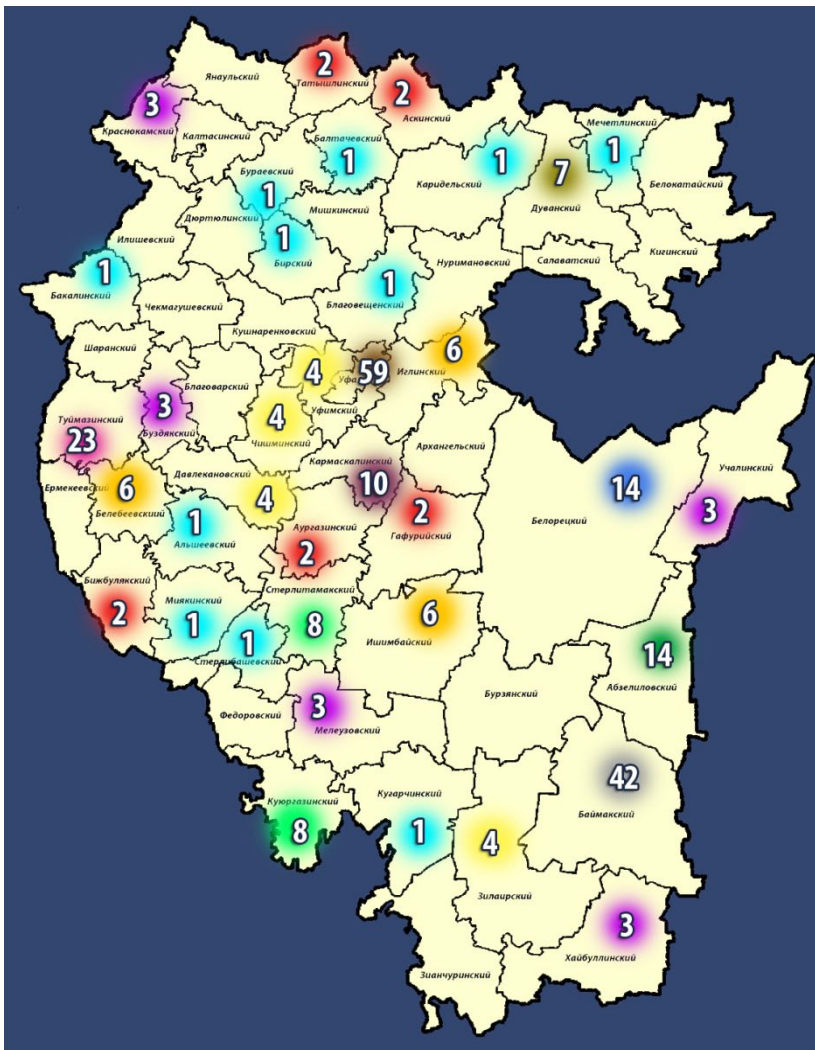 2
Янаульский
Татышлинский
3
2
Аскинский
Краснокамский
Калтасинский
Балтачевский
1
Мечетлинский
1
1
7
Бураевский
1
Каридельский
Белокатайский
Дуванский
Дюртюлинский
Мишкинский
1
Илишевский
Бирский
Нуримановский
Салаватский
Кигинский
1
Бакалинский
1
Чекмагушевский
Благовещенский
Кушнаренковский
Шаранский
4
59
6
Уфа
Иглинский
Благоварский
3
Туймазинский
Буздякский
4
Уфимский
Чишминский
23
Архангельский
Кармаскалинский
Давлекановский
Учалинский
Ермекеевский
6
4
10
14
Белебеевский
2
3
1
Аургазинский
Гафурийский
Белорецкий
Альшеевский
2
Бижбулякский
Стерлитамакский
2
Миякинский
1
8
6
1
Ишимбайский
14
Стерлибашевский
Абзелиловский
Бурзянский
3
Федоровский
Мелеузовский
42
Куюргазинский
Кугарчинский
Баймакский
8
1
4
Зилаирский
3
Хайбуллинский
Зианчуринский